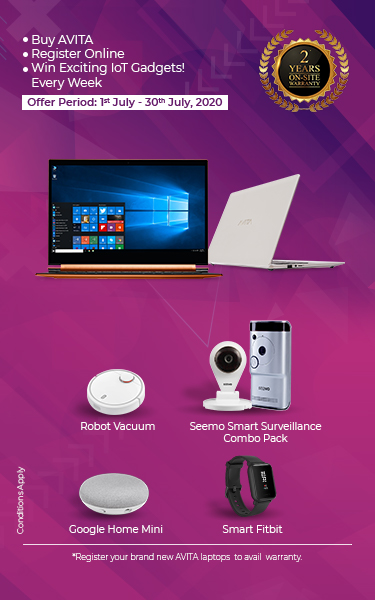 • Buy AVITA
• Register Online
• Win Exciting IoT Gadgets!
Every Week
Offer Period: 1st July - 30th July, 2020
2
YEARS
ON-SITE
WARRANTY
Robot Vacuum
Seemo Smart Surveillance
Combo Pack
Google Home Mini
Smart Fitbit
Conditions Apply
*Register your brand new AVITA laptops to avail warranty.